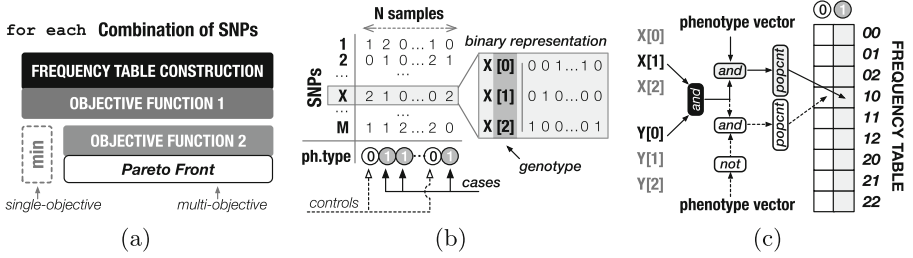 for each Combination of SNPs
FREQUENCY TABLE CONSTRUCTION
OBJECTIVE FUNCTION 1
min
OBJECTIVE FUNCTION 2
Pareto Front
single-objective
multi-objective
(a)
N samples
SNPs
1 1 2 0...1 0
2 0 1 0...2 1
... ...
X 2 1 0...0 2
... ...
M 1 1 2...2 0
ph.type 0 1 1 ... 0 1
cases
controls
binary representation
X [0] 0 0 1...1 0
X [1] 0 1 0...0 0
X [2] 1 0 0...0 1
genotype
(b)
phenotype vector
X[0]
X[1]
X[2]
Y[0]
Y[1]
Y[2]
and
and
and
not
popcnt
popcnt
phenotype vector
0 1
00
01
02
10
11
12
20
21
22
FREQUENCY TABLE
(c)